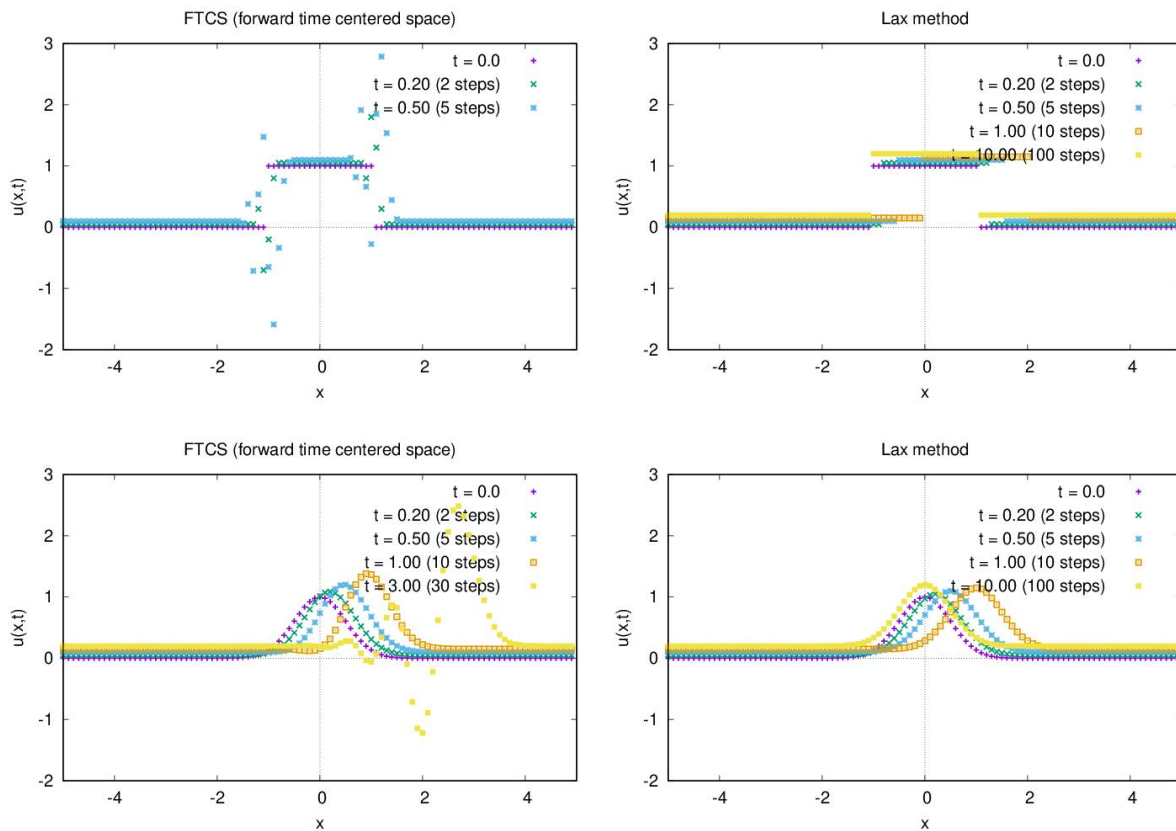 FTCS (forward time centered space)
3
2
1
0
-1
-2
u(x,t)
-4
-2
0
2
4
x
t = 0.0
t = 0.20 (2 steps)
t = 0.50 (5 steps)
Lax method
3
2
1
0
-1
-2
u(x,t)
-4
-2
0
2
4
x
t = 0.0
t = 0.20 (2 steps)
t = 0.50 (5 steps)
t = 1.00 (10 steps)
t = 10.00 (100 steps)
FTCS (forward time centered space)
3
2
1
0
-1
-2
u(x,t)
-4
-2
0
2
4
x
t = 0.0
t = 0.20 (2 steps)
t = 0.50 (5 steps)
t = 1.00 (10 steps)
t = 3.00 (30 steps)
Lax method
3
2
1
0
-1
-2
u(x,t)
-4
-2
0
2
4
x
t = 0.0
t = 0.20 (2 steps)
t = 0.50 (5 steps)
t = 1.00 (10 steps)
t = 10.00 (100 steps)